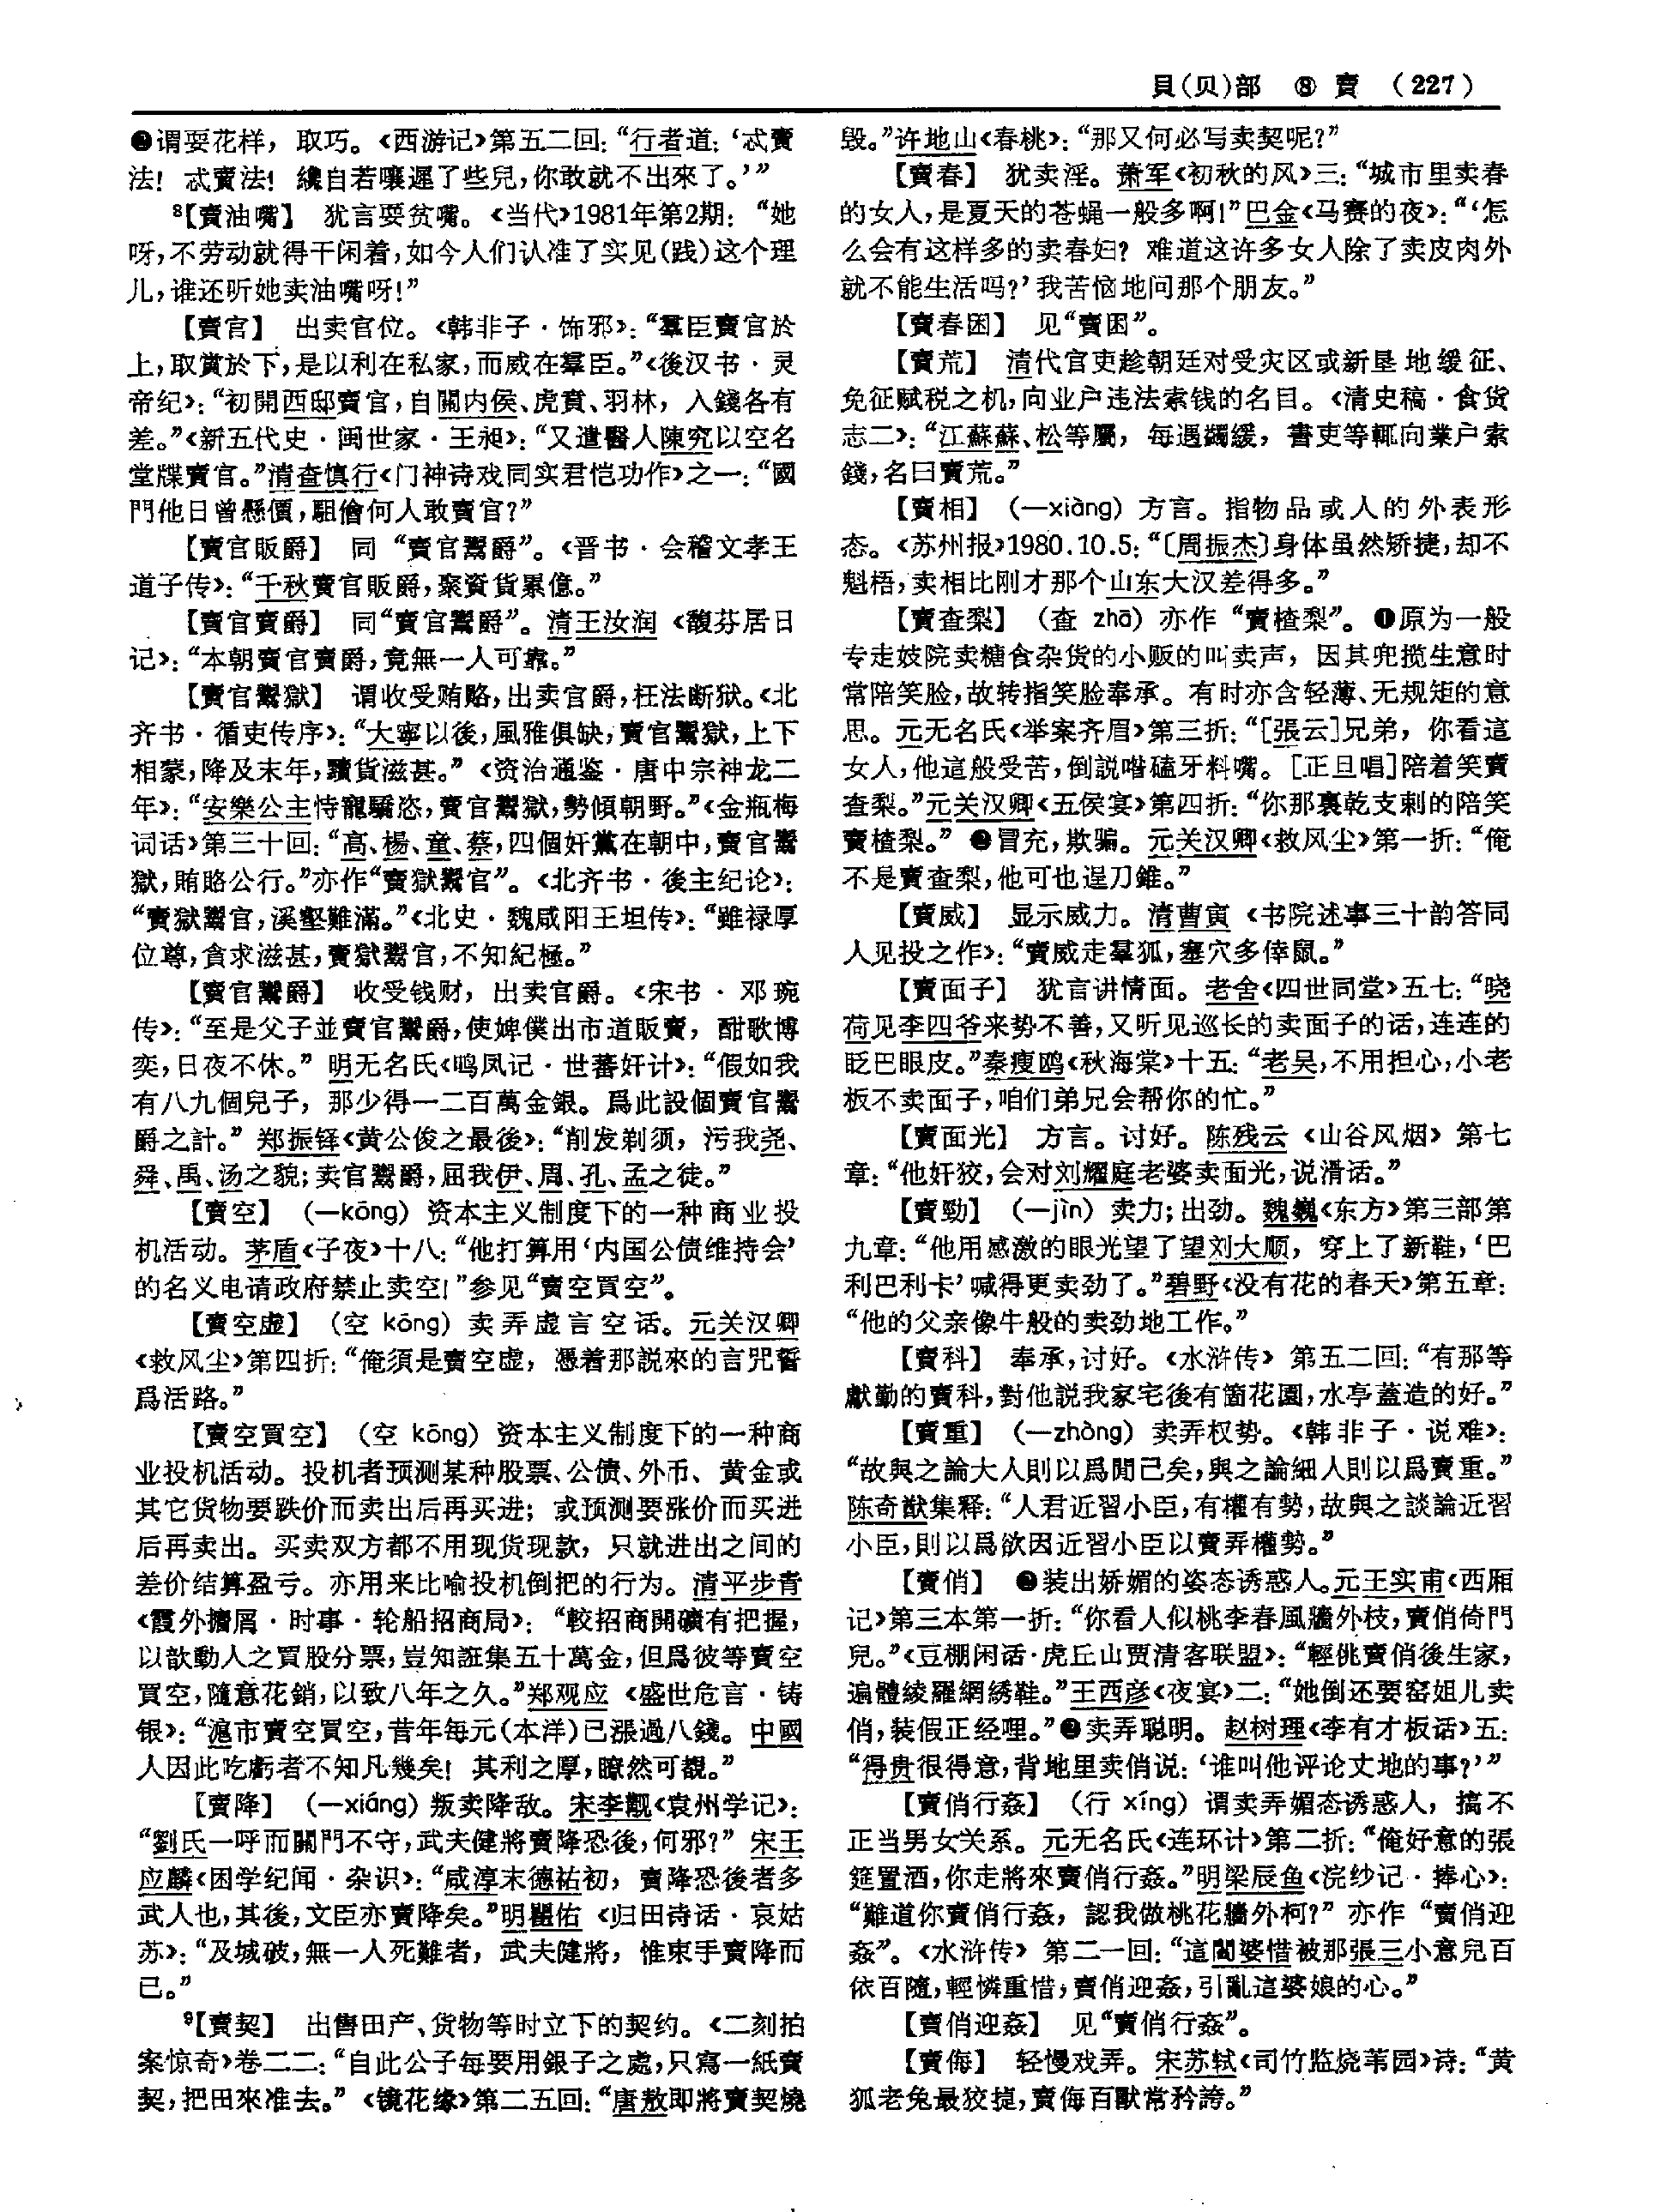 貝(贝)部 ⑧ 賣 (227)
❷谓耍花样，取巧。《西游记》第五二回：“行者道：‘忒賣
法！忒賣法！纔自若嚷遲了些兒，你敢就不出來了。’”
⁸【賣油嘴】 犹言耍贫嘴。《当代》1981年第2期：“她
呀，不劳动就得干闲着，如今人们认准了实见(践)这个理
儿，谁还听她卖油嘴呀！”
【賣官】 出卖官位。《韩非子·饰邪》：“羣臣賣官於
上，取賞於下，是以利在私家，而威在羣臣。”《後汉书·灵
帝纪》：“初開西邸賣官，自關内侯、虎賁、羽林，入錢各有
差。”《新五代史·闽世家·王昶》：“又遣醫人陳究以空名
堂牒賣官。”清查慎行《门神诗戏同实君恺功作》之一：“國
門他日曾懸價，駔儈何人敢賣官？”
【賣官販爵】 同“賣官鬻爵”。《晋书·会稽文孝王
道子传》：“千秋賣官販爵，聚資貨累億。”
【賣官賣爵】 同“賣官鬻爵”。清王汝润《馥芬居日
记》：“本朝賣官賣爵，竟無一人可靠。”
【賣官鬻獄】 谓收受贿赂，出卖官爵，枉法断狱。《北
齐书·循吏传序》：“大寧以後，風雅俱缺，賣官鬻獄，上下
相蒙，降及末年，黷貨滋甚。”《资治通鉴·唐中宗神龙二
年》：“安樂公主恃寵驕恣，賣官鬻獄，勢傾朝野。”《金瓶梅
词话》第三十回：“高、楊、童、蔡，四個奸黨在朝中，賣官鬻
獄，賄賂公行。”亦作“賣獄鬻官”。《北齐书·後主纪论》：
“賣獄鬻官，溪壑難滿。”《北史·魏咸阳王坦传》：“雖禄厚
位尊，貪求滋甚，賣獄鬻官，不知紀極。”
【賣官鬻爵】 收受钱财，出卖官爵。《宋书·邓琬
传》：“至是父子並賣官鬻爵，使婢僕出市道販賣，酣歌博
奕，日夜不休。”明无名氏《鸣凤记·世蕃奸计》：“假如我
有八九個兒子，那少得一二百萬金銀。爲此設個賣官鬻
爵之計。”郑振铎《黄公俊之最後》：“削发剃须，污我尧、
舜、禹、汤之貌；卖官鬻爵，屈我伊、周、孔、孟之徒。”
【賣空】 (—kōng) 资本主义制度下的一种商业投
机活动。茅盾《子夜》十八：“他打算用‘内国公债维持会’
的名义电请政府禁止卖空！”参见“賣空買空”。
【賣空虚】 (空 kōng) 卖弄虚言空话。元关汉卿
《救风尘》第四折：“俺須是賣空虚，憑着那説來的言咒誓
爲活路。”
【賣空買空】 (空 kōng) 资本主义制度下的一种商
业投机活动。投机者预测某种股票、公债、外币、黄金或
其它货物要跌价而卖出后再买进；或预测要涨价而买进
后再卖出。买卖双方都不用现货现款，只就进出之间的
差价结算盈亏。亦用来比喻投机倒把的行为。清平步青
《霞外攟屑·时事·轮船招商局》：“較招商開礦有把握，
以歆動人之買股分票，豈知誑集五十萬金，但爲彼等賣空
買空，隨意花銷，以致八年之久。”郑观应《盛世危言·铸
银》：“滬市賣空買空，昔年每元(本洋)已漲過八錢。中國
人因此吃虧者不知凡幾矣！其利之厚，瞭然可覩。”
【賣降】 (—xiáng) 叛卖降敌。宋李觏《袁州学记》：
“劉氏一呼而關門不守，武夫健將賣降恐後，何邪？”宋王
应麟《困学纪闻·杂识》：“咸淳末德祐初，賣降恐後者多
武人也，其後，文臣亦賣降矣。”明瞿佑《归田诗话·哀姑
苏》：“及城破，無一人死難者，武夫健將，惟束手賣降而
已。”
⁹【賣契】 出售田产、货物等时立下的契约。《二刻拍
案惊奇》卷二二：“自此公子每要用銀子之處，只寫一紙賣
契，把田來准去。”《镜花缘》第二五回：“唐敖即將賣契燒
毁。”许地山《春桃》：“那又何必写卖契呢？”
【賣春】 犹卖淫。萧军《初秋的风》三：“城市里卖春
的女人，是夏天的苍蝇一般多啊！”巴金《马赛的夜》：“‘怎
么会有这样多的卖春妇？难道这许多女人除了卖皮肉外
就不能生活吗？’我苦恼地问那个朋友。”
【賣春困】 见“賣困”。
【賣荒】 清代官吏趁朝廷对受灾区或新垦地缓征、
免征赋税之机，向业户违法索钱的名目。《清史稿·食货
志二》：“江蘇蘇、松等屬，每遇蠲缓，書吏等輒向業户索
錢，名曰賣荒。”
【賣相】 (—xiàng) 方言。指物品或人的外表形
态。《苏州报》1980.10.5：“〔周振杰〕身体虽然矫捷，却不
魁梧，卖相比刚才那个山东大汉差得多。”
【賣查梨】 (查 zhā) 亦作“賣楂梨”。❶原为一般
专走妓院卖糖食杂货的小贩的叫卖声，因其兜揽生意时
常陪笑脸，故转指笑脸奉承。有时亦含轻薄、无规矩的意
思。元无名氏《举案齐眉》第三折：“[張云]兄弟，你看這
女人，他這般受苦，倒説喒磕牙料嘴。[正旦唱]陪着笑賣
查梨。”元关汉卿《五侯宴》第四折：“你那裏乾支剌的陪笑
賣楂梨。”❷冒充，欺骗。元关汉卿《救风尘》第一折：“俺
不是賣查梨，他可也逞刀錐。”
【賣威】 显示威力。清曹寅《书院述事三十韵答同
人见投之作》：“賣威走羣狐，塞穴多倖鼠。”
【賣面子】 犹言讲情面。老舍《四世同堂》五七：“晓
荷见李四爷来势不善，又听见巡长的卖面子的话，连连的
眨巴眼皮。”秦瘦鸥《秋海棠》十五：“老吴，不用担心，小老
板不卖面子，咱们弟兄会帮你的忙。”
【賣面光】 方言。讨好。陈残云《山谷风烟》第七
章：“他奸狡，会对刘耀庭老婆卖面光，说滑话。”
【賣勁】 (—jìn) 卖力；出劲。魏巍《东方》第三部第
九章：“他用感激的眼光望了望刘大顺，穿上了新鞋，‘巴
利巴利卡’喊得更卖劲了。”碧野《没有花的春天》第五章：
“他的父亲像牛般的卖劲地工作。”
【賣科】 奉承，讨好。《水浒传》第五二回：“有那等
獻勤的賣科，對他説我家宅後有箇花園，水亭蓋造的好。”
【賣重】 (—zhòng) 卖弄权势。《韩非子·说难》：
“故與之論大人則以爲間己矣，與之論細人則以爲賣重。”
陈奇猷集释：“人君近習小臣，有權有勢，故與之談論近習
小臣，則以爲欲因近習小臣以賣弄權勢。”
【賣俏】 ❶装出娇媚的姿态诱惑人。元王实甫《西厢
记》第三本第一折：“你看人似桃李春風牆外枝，賣俏倚門
兒。”《豆棚闲话·虎丘山贾清客联盟》：“輕佻賣俏後生家，
遍體綾羅網綉鞋。”王西彦《夜宴》二：“她倒还要窑姐儿卖
俏，装假正经哩。”❷卖弄聪明。赵树理《李有才板话》五：
“得贵很得意，背地里卖俏说：‘谁叫他评论丈地的事？’”
【賣俏行姦】 (行 xíng) 谓卖弄媚态诱惑人，搞不
正当男女关系。元无名氏《连环计》第二折：“俺好意的張
筵置酒，你走將來賣俏行姦。”明梁辰鱼《浣纱记·捧心》：
“難道你賣俏行姦，認我做桃花牆外柯？”亦作“賣俏迎
姦”。《水浒传》第二一回：“這閻婆惜被那張三小意兒百
依百隨，輕憐重惜，賣俏迎姦，引亂這婆娘的心。”
【賣俏迎姦】 见“賣俏行姦”。
【賣侮】 轻慢戏弄。宋苏轼《司竹监烧苇园》诗：“黄
狐老兔最狡捷，賣侮百獸常矜誇。”